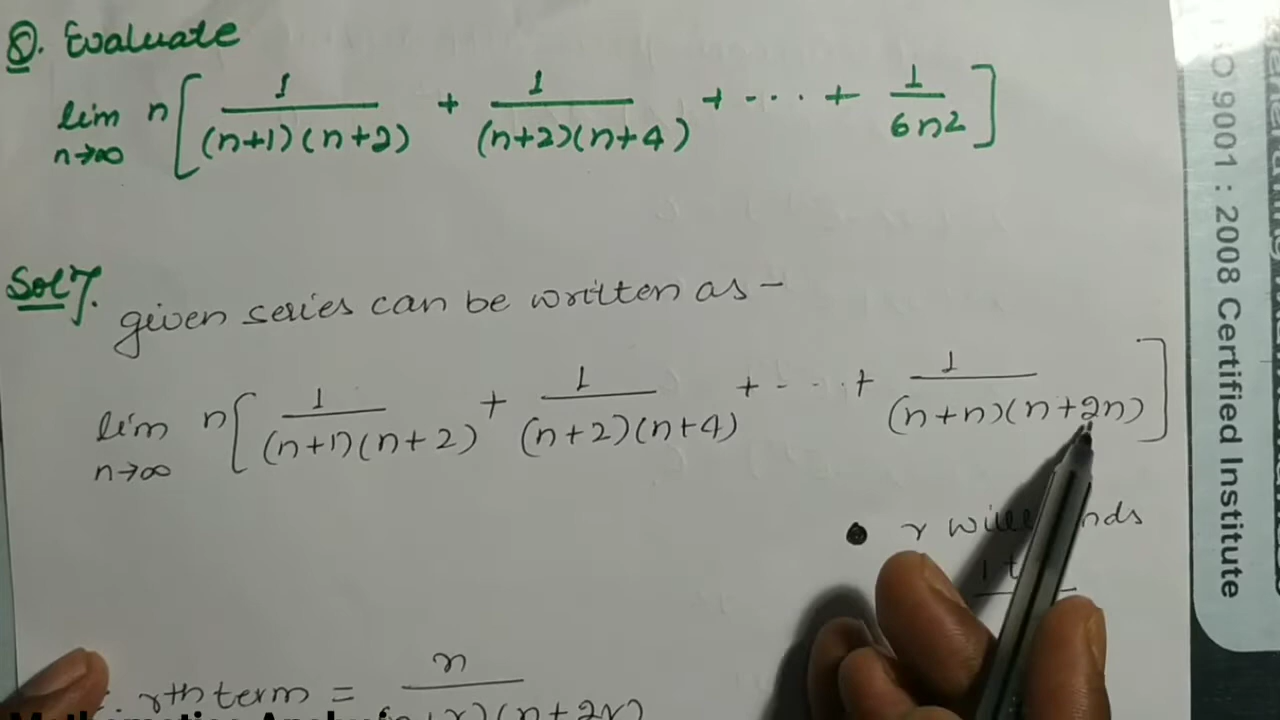 Q. Evaluate
lim n→∞ n[ 1/((n+1)(n+2)) + 1/((n+2)(n+4)) + ··· + 1/(6n2) ]
Solⁿ.
given series can be written as -
lim n→∞ n[ 1/((n+1)(n+2)) + 1/((n+2)(n+4)) + ··· + 1/((n+n)(n+2n)) ]
• r will
rth term = n
(n+2r)
9001 : 2008 Certified Institute